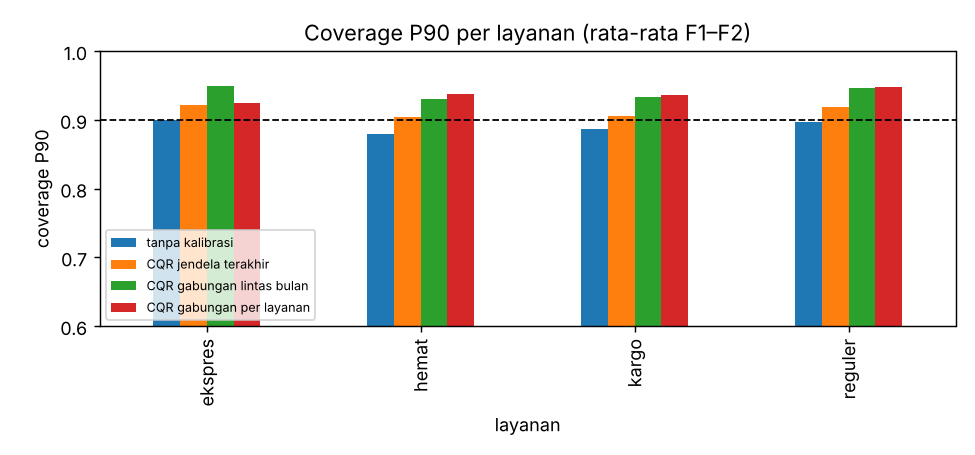 Coverage P90 per layanan (rata-rata F1–F2)
coverage P90
1.0
0.9
0.8
0.7
0.6
tanpa kalibrasi
CQR jendela terakhir
CQR gabungan lintas bulan
CQR gabungan per layanan
ekspres
hemat
kargo
reguler
layanan